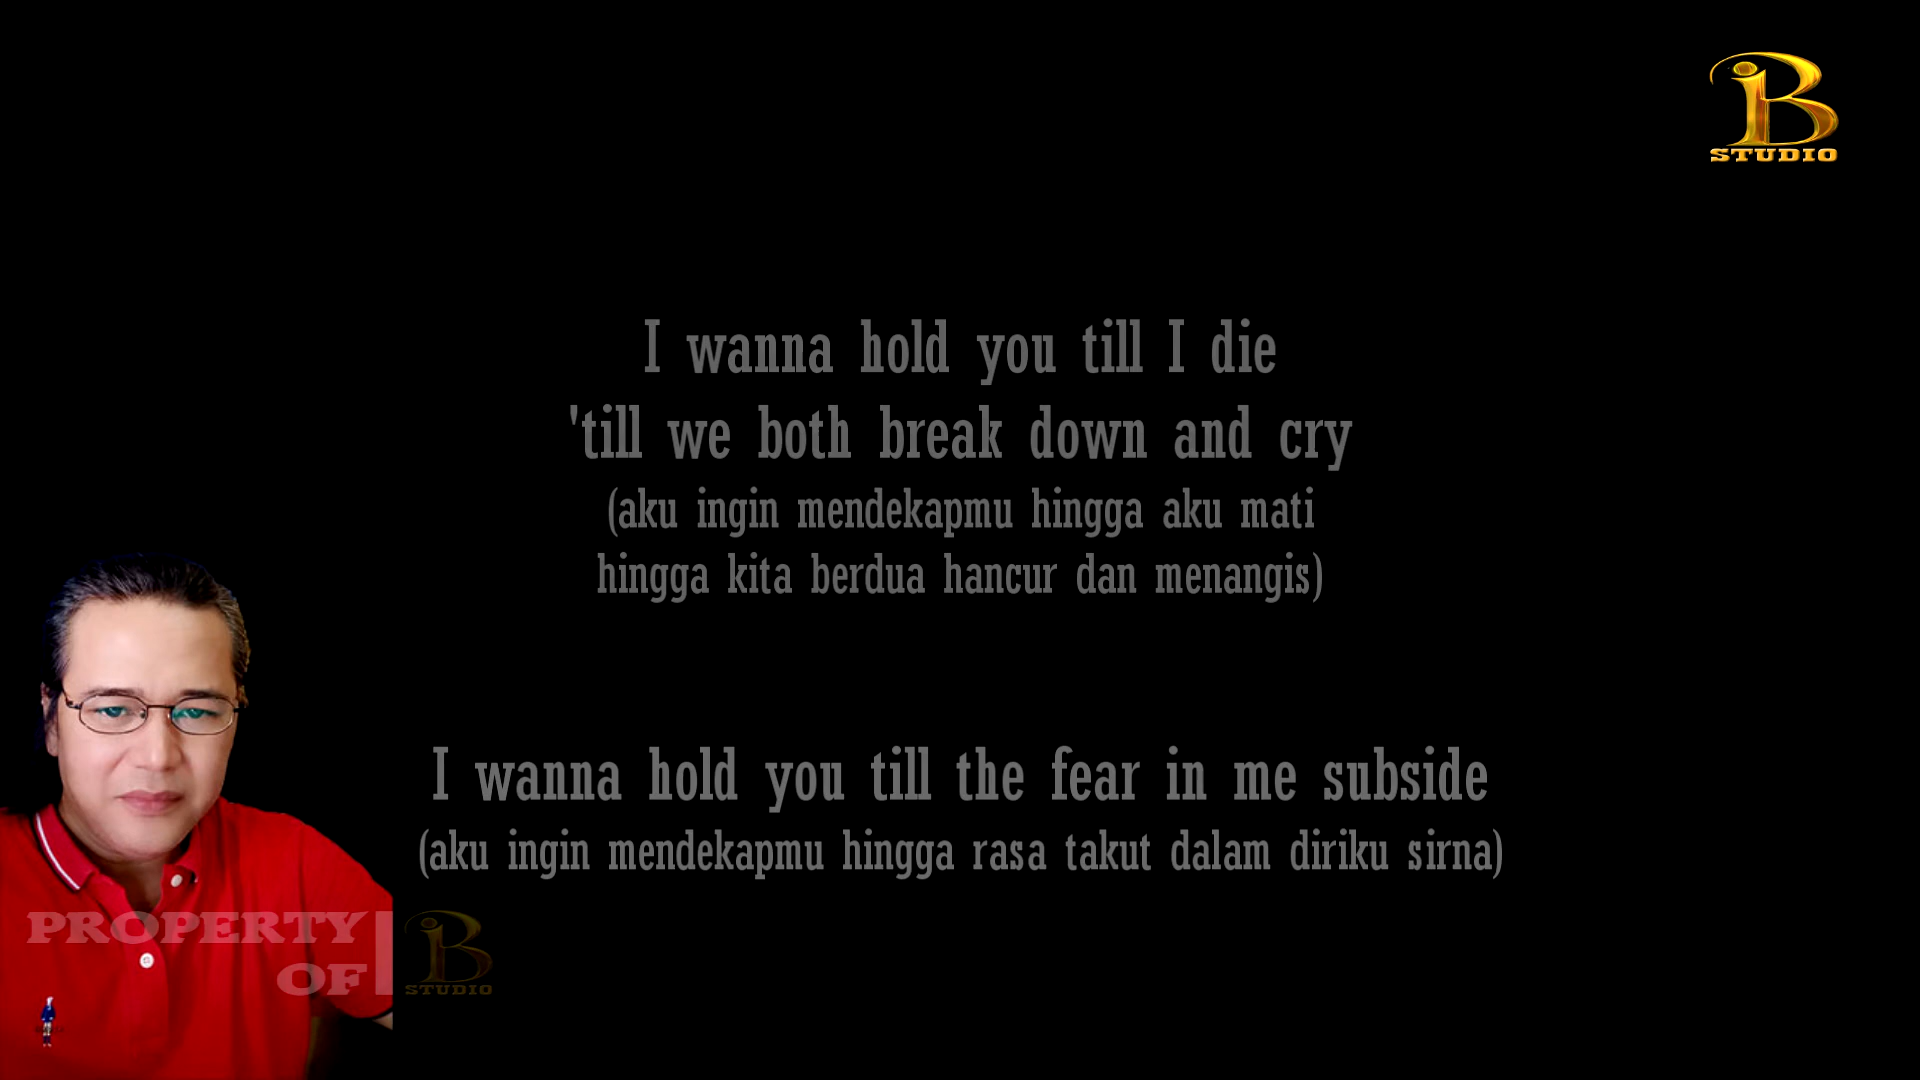 B
STUDIO
I wanna hold you till I die
'till we both break down and cry
(aku ingin mendekapmu hingga aku mati
hingga kita berdua hancur dan menangis)
I wanna hold you till the fear in me subside
(aku ingin mendekapmu hingga rasa takut dalam diriku sirna)
PROPERTY
OF
B
STUDIO